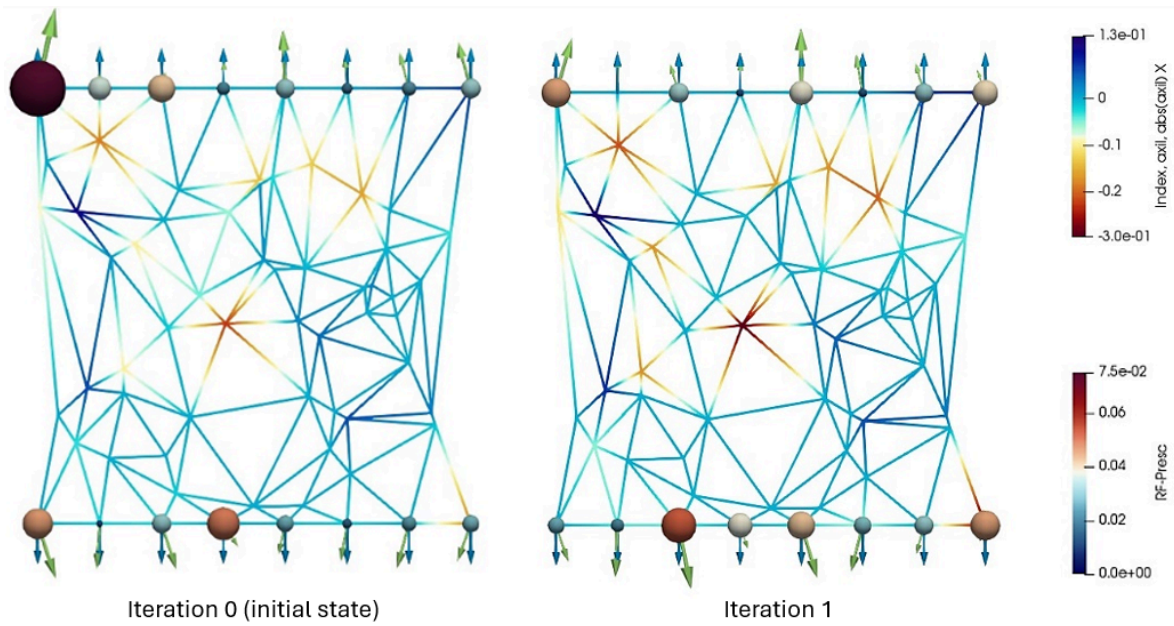 1.3e-01
0
-0.1
-0.2
-3.0e-01
Index, axil, abs(axil) X
7.5e-02
0.06
0.04
0.02
0.0e+00
RF-Presc
Iteration 0 (initial state)
Iteration 1